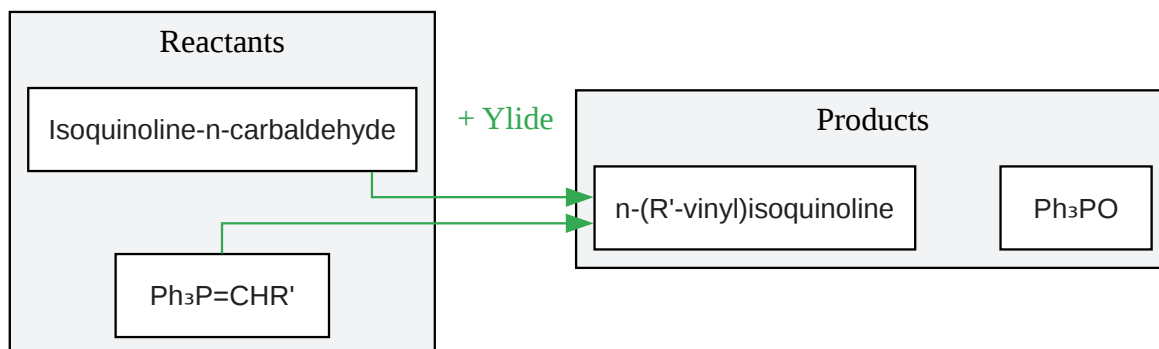 Reactants
Isoquinoline-n-carbaldehyde
Ph₃P=CHR'
+ Ylide
Products
n-(R'-vinyl)isoquinoline
Ph₃PO